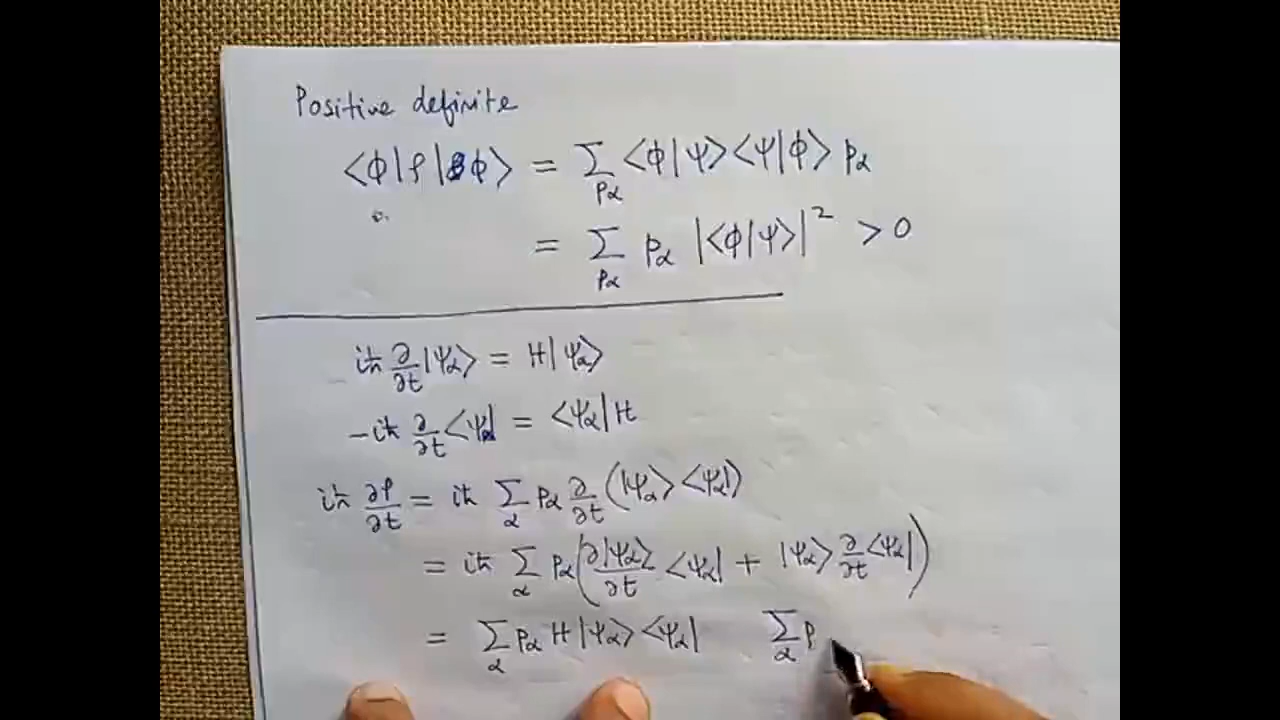 Positive definite
<ϕ|ρ|ϕ> = Σ_{pα} <ϕ|ψ><ψ|ϕ> pα
= Σ_{pα} pα |<ϕ|ψ>|² > 0
iħ ∂/∂t |ψα> = H|ψα>
-iħ ∂/∂t <ψα| = <ψα|H
iħ ∂ρ/∂t = iħ Σ_α pα ∂/∂t (|ψα> <ψα|)
= iħ Σ_α pα (∂|ψα>/∂t <ψα| + |ψα> ∂/∂t <ψα|)
= Σ_α pα H |ψα> <ψα| Σ_α p